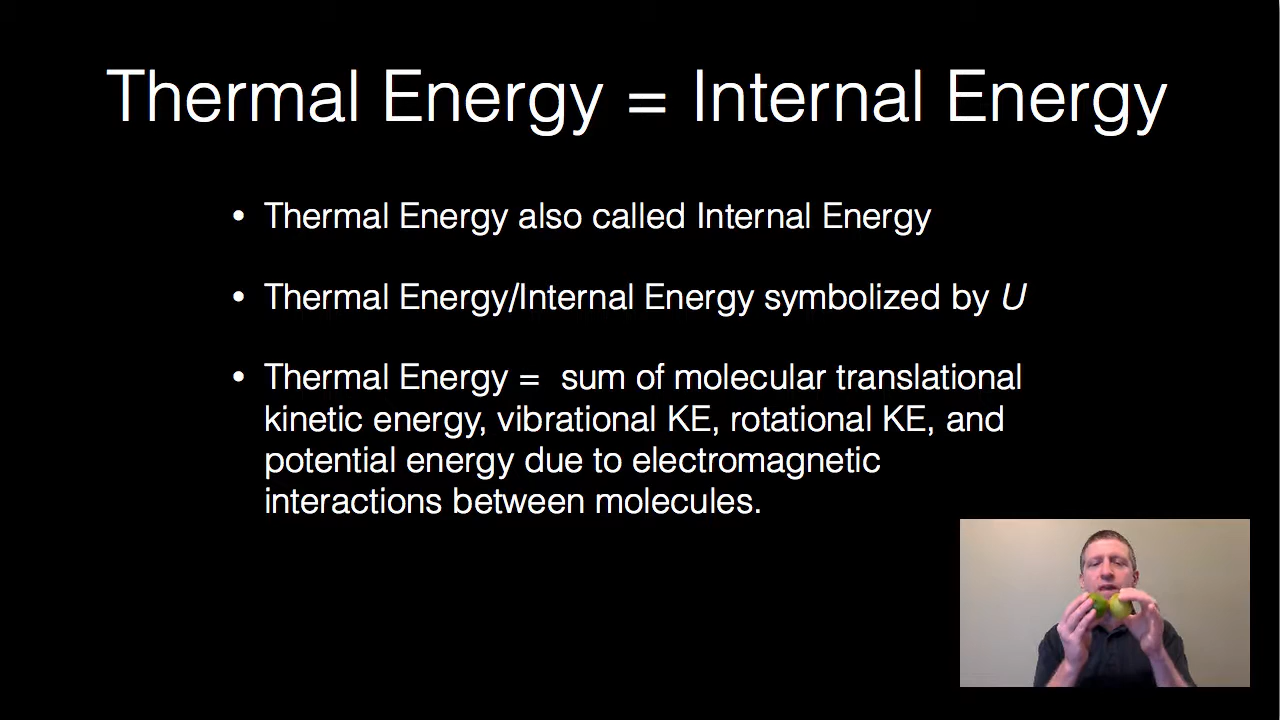 Thermal Energy = Internal Energy
• Thermal Energy also called Internal Energy
• Thermal Energy/Internal Energy symbolized by U
• Thermal Energy = sum of molecular translational
kinetic energy, vibrational KE, rotational KE, and
potential energy due to electromagnetic
interactions between molecules.